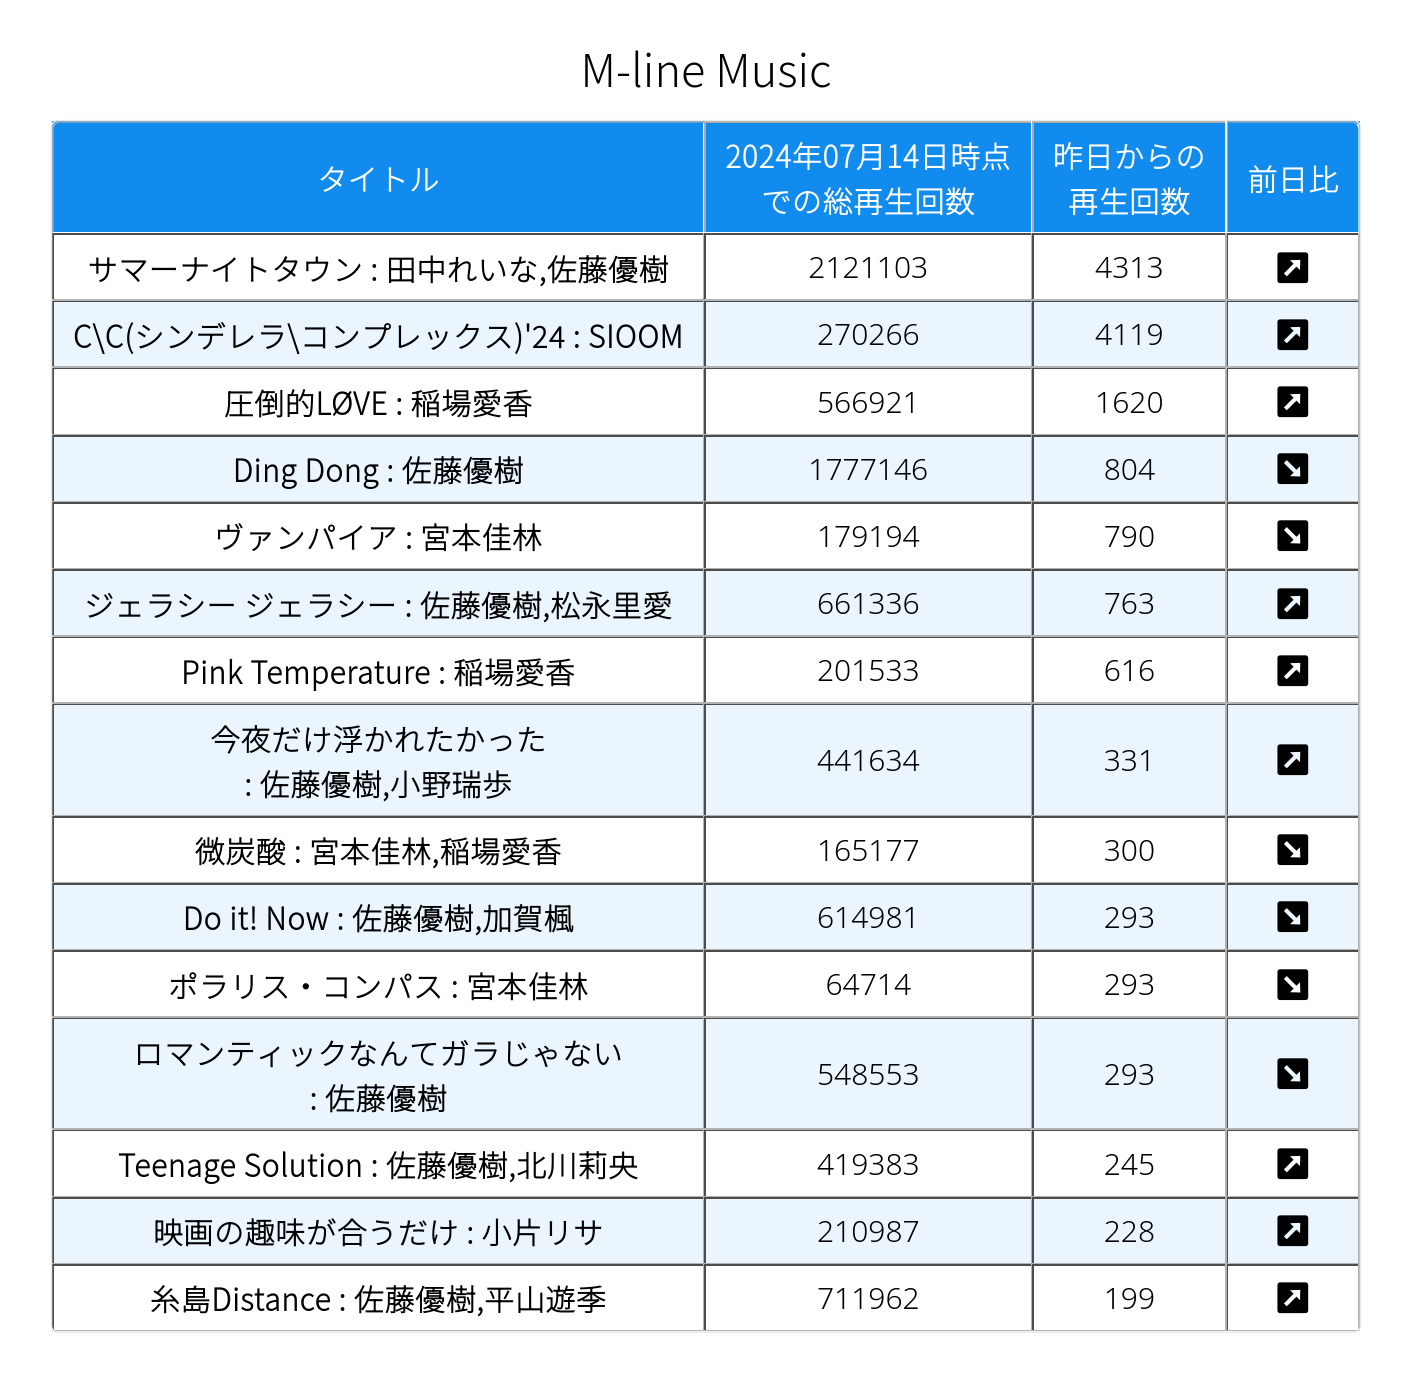 M-line Music
タイトル
2024年07月14日時点
での総再生回数
昨日からの
再生回数
前日比
サマーナイトタウン : 田中れいな,佐藤優樹 2121103 4313
C\C(シンデレラ\コンプレックス)'24 : SIOOM 270266 4119
圧倒的LØVE : 稲場愛香 566921 1620
Ding Dong : 佐藤優樹 1777146 804
ヴァンパイア : 宮本佳林 179194 790
ジェラシー ジェラシー : 佐藤優樹,松永里愛 661336 763
Pink Temperature : 稲場愛香 201533 616
今夜だけ浮かれたかった
: 佐藤優樹,小野瑞歩 441634 331
微炭酸 : 宮本佳林,稲場愛香 165177 300
Do it! Now : 佐藤優樹,加賀楓 614981 293
ポラリス・コンパス : 宮本佳林 64714 293
ロマンティックなんてガラじゃない
: 佐藤優樹 548553 293
Teenage Solution : 佐藤優樹,北川莉央 419383 245
映画の趣味が合うだけ : 小片リサ 210987 228
糸島Distance : 佐藤優樹,平山遊季 711962 199